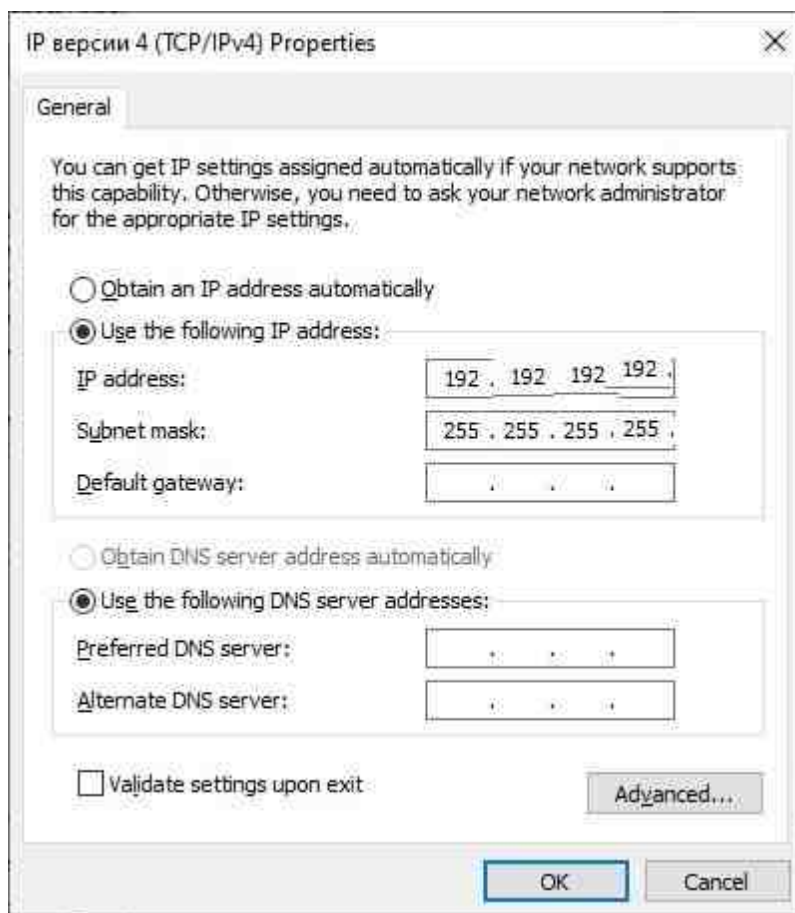 IP версии 4 (TCP/IPv4) Properties
General
You can get IP settings assigned automatically if your network supports
this capability. Otherwise, you need to ask your network administrator
for the appropriate IP settings.
Obtain an IP address automatically
Use the following IP address:
IP address: 192 . 192 192 192 .
Subnet mask: 255 . 255 . 255 . 255 .
Default gateway: . . .
Obtain DNS server address automatically
Use the following DNS server addresses:
Preferred DNS server: . . .
Alternate DNS server: . . .
Validate settings upon exit
Advanced...
OK Cancel